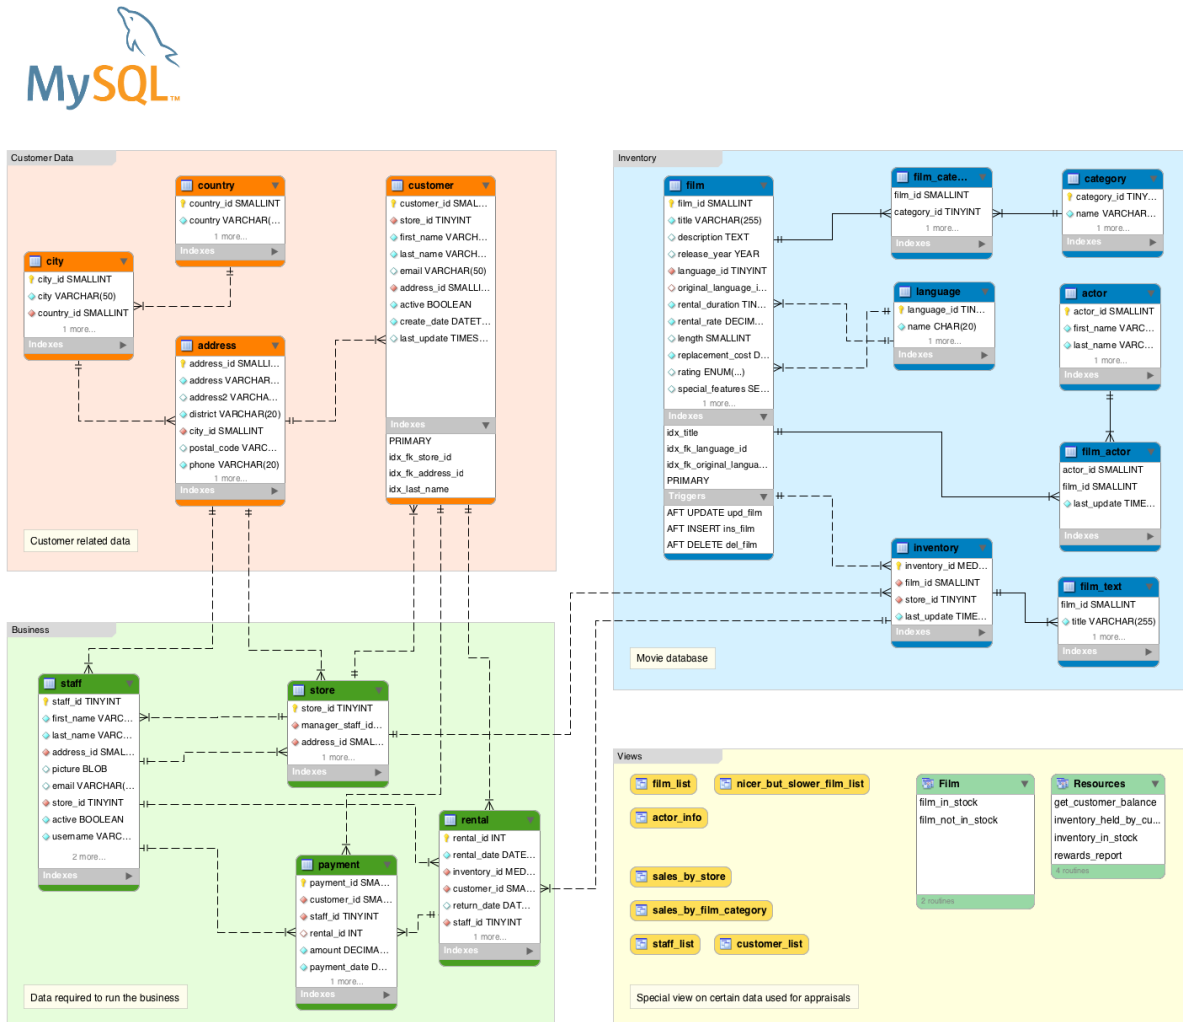 MySQL™
Customer Data
country
country_id SMALLINT
country VARCHAR(...
1 more...
Indexes
customer
customer_id SMAL...
store_id TINYINT
first_name VARCH...
last_name VARCH...
email VARCHAR(50)
address_id SMALLI...
active BOOLEAN
create_date DATET...
last_update TIMES...
Indexes
PRIMARY
idx_fk_store_id
idx_fk_address_id
idx_last_name
city
city_id SMALLINT
city VARCHAR(50)
country_id SMALLINT
1 more...
Indexes
address
address_id SMALLI...
address VARCHAR...
address2 VARCHA...
district VARCHAR(20)
city_id SMALLINT
postal_code VARC...
phone VARCHAR(20)
1 more...
Indexes
Customer related data
Inventory
film
film_id SMALLINT
title VARCHAR(255)
description TEXT
release_year YEAR
language_id TINYINT
original_language_i...
rental_duration TIN...
rental_rate DECIM...
length SMALLINT
replacement_cost D...
rating ENUM(...)
special_features SE...
1 more...
Indexes
idx_title
idx_fk_language_id
idx_fk_original_langua...
PRIMARY
Triggers
AFT UPDATE upd_film
AFT INSERT ins_film
AFT DELETE del_film
film_cate...
film_id SMALLINT
category_id TINYINT
1 more...
Indexes
category
category_id TINY...
name VARCHAR...
1 more...
Indexes
language
language_id TIN...
name CHAR(20)
1 more...
Indexes
actor
actor_id SMALLINT
first_name VARC...
last_name VARC...
1 more...
Indexes
film_actor
actor_id SMALLINT
film_id SMALLINT
last_update TIME...
Indexes
inventory
inventory_id MED...
film_id SMALLINT
store_id TINYINT
last_update TIME...
Indexes
film_text
film_id SMALLINT
title VARCHAR(255)
1 more...
Indexes
Movie database
Business
staff
staff_id TINYINT
first_name VARC...
last_name VARC...
address_id SMAL...
picture BLOB
email VARCHAR(...
store_id TINYINT
active BOOLEAN
username VARC...
2 more...
Indexes
store
store_id TINYINT
manager_staff_id...
address_id SMAL...
1 more...
Indexes
payment
payment_id SMA...
customer_id SMA...
staff_id TINYINT
rental_id INT
amount DECIMA...
payment_date D...
1 more...
Indexes
rental
rental_id INT
rental_date DATE...
inventory_id MED...
customer_id SMA...
return_date DAT...
staff_id TINYINT
1 more...
Indexes
Data required to run the business
Views
film_list
nicer_but_slower_film_list
actor_info
sales_by_store
sales_by_film_category
staff_list
customer_list
Film
film_in_stock
film_not_in_stock
2 routines
Resources
get_customer_balance
inventory_held_by_cu...
inventory_in_stock
rewards_report
4 routines
Special view on certain data used for appraisals